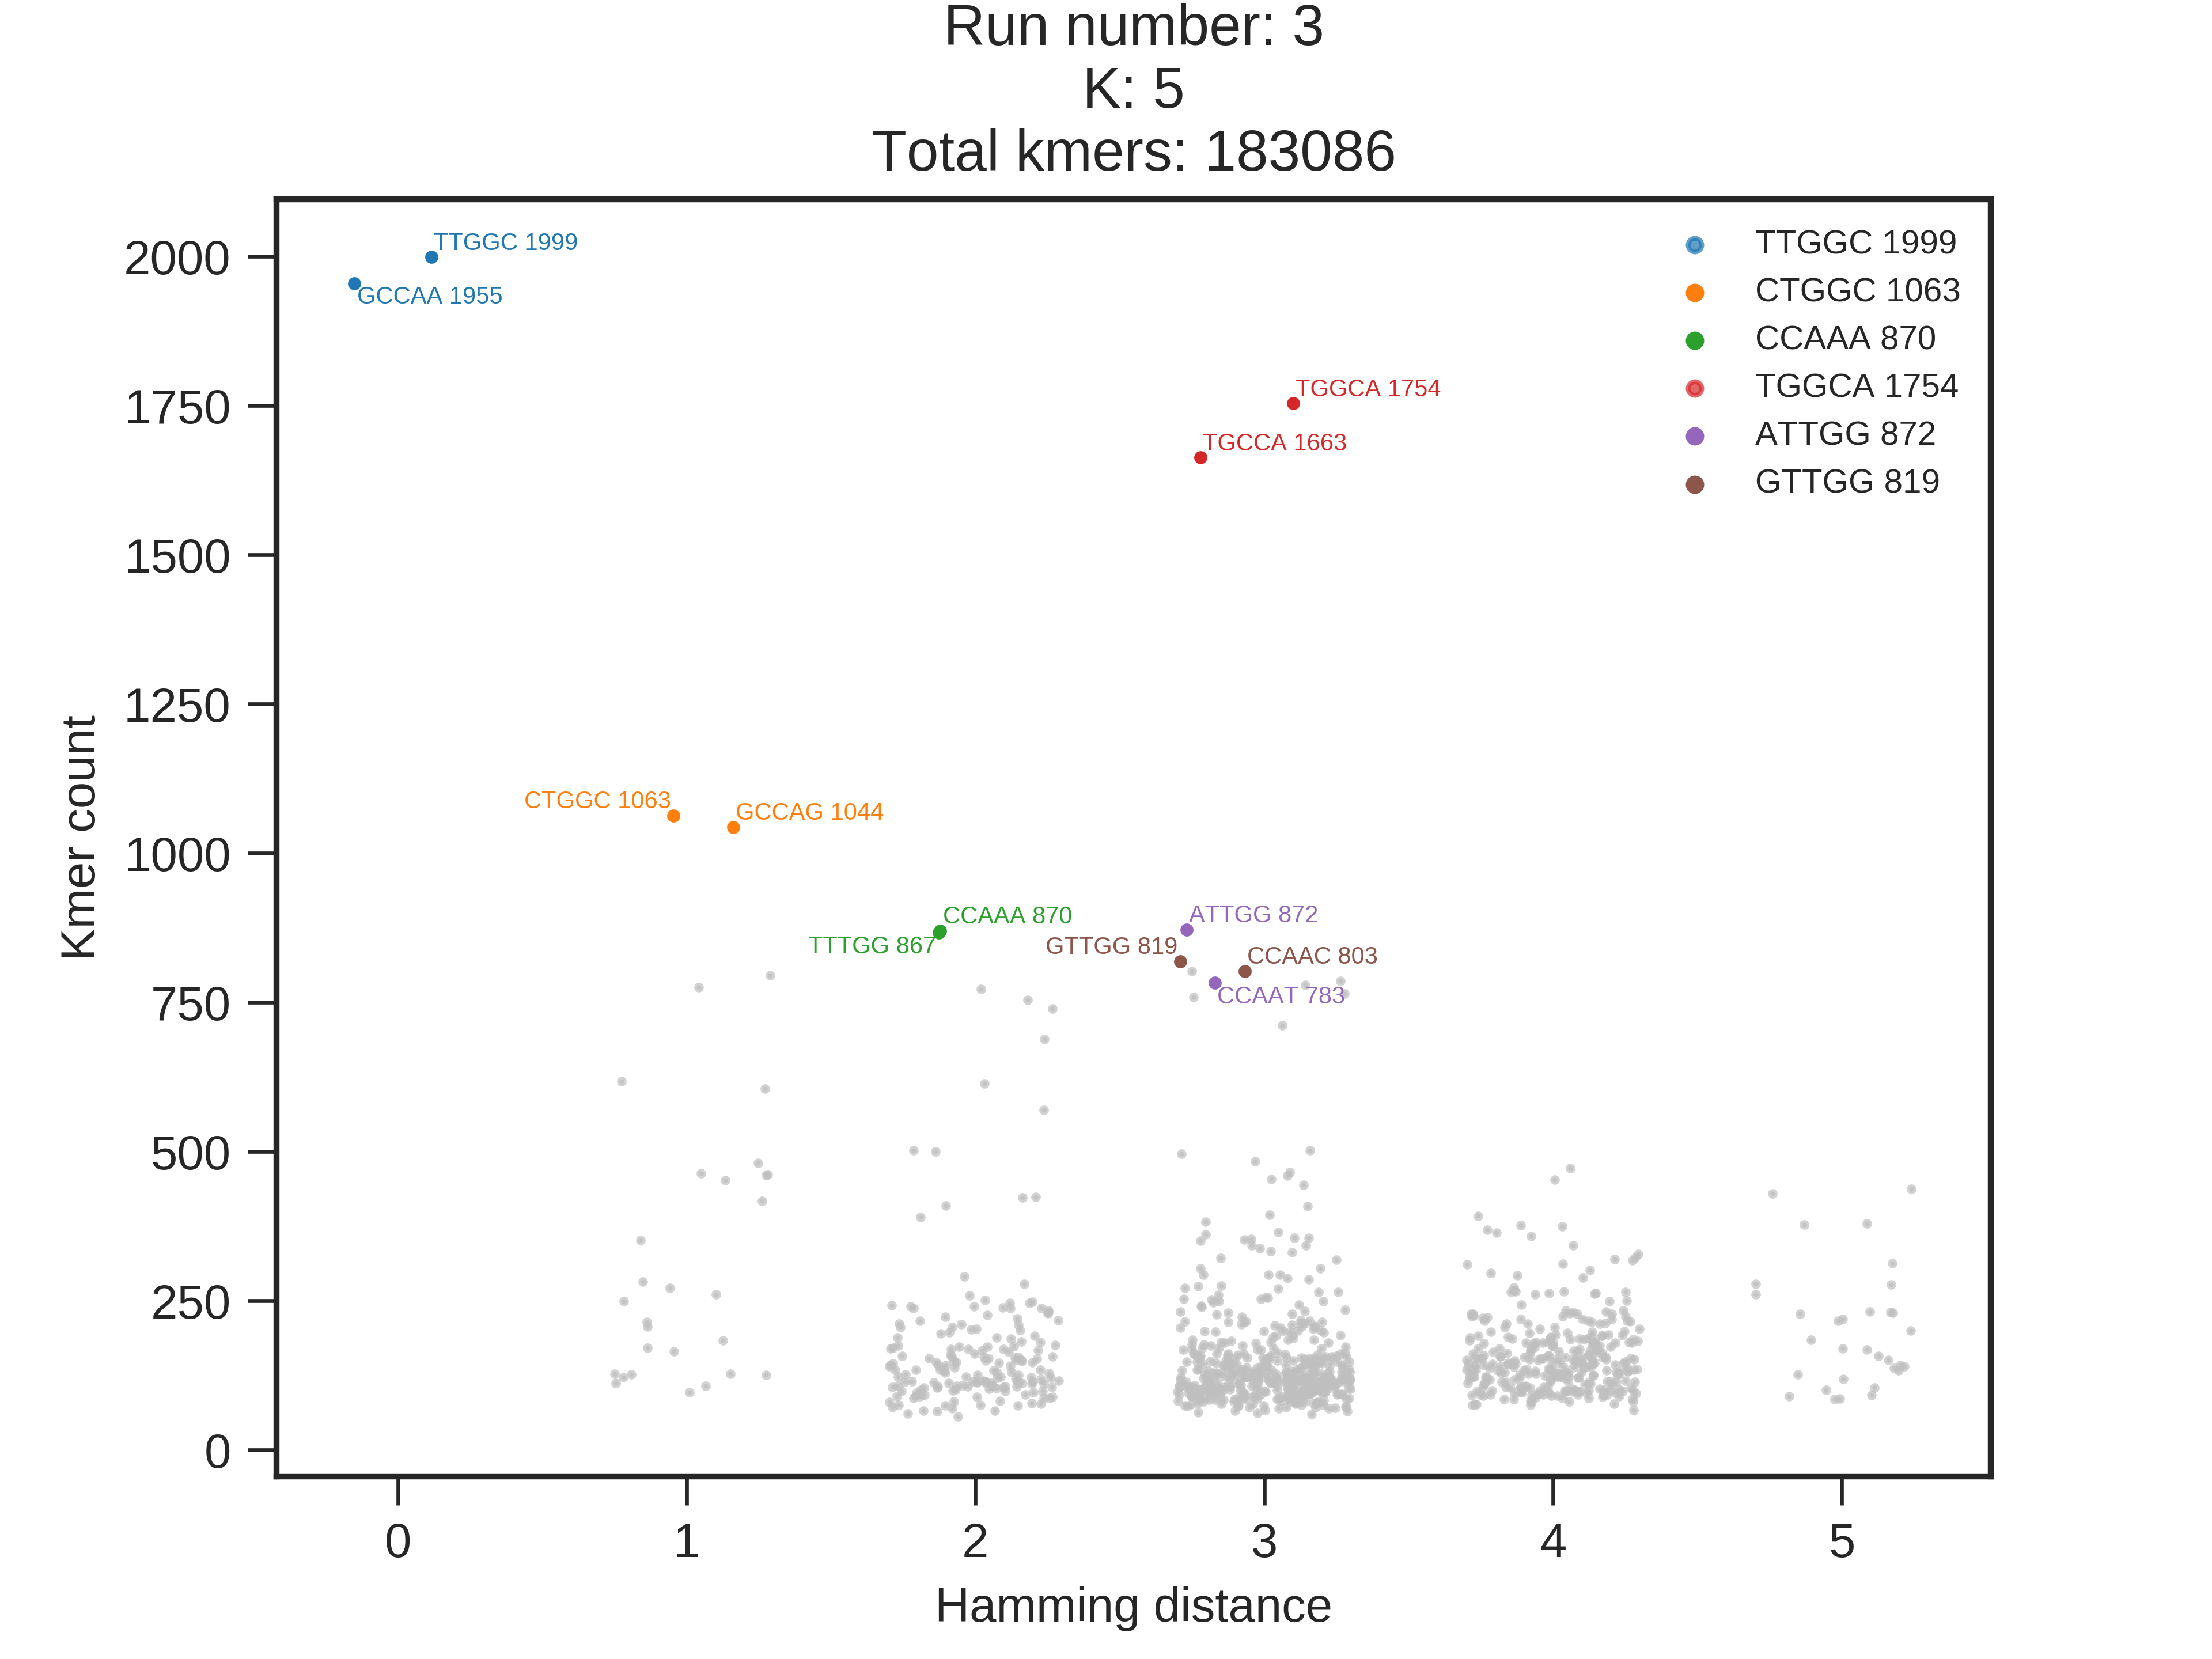 Run number: 3
K: 5
Total kmers: 183086
TTGGC 1999
GCCAA 1955
TGGCA 1754
TGCCA 1663
CTGGC 1063
GCCAG 1044
CCAAA 870
TTTGG 867
ATTGG 872
GTTGG 819
CCAAC 803
CCAAT 783
TTGGC 1999
CTGGC 1063
CCAAA 870
TGGCA 1754
ATTGG 872
GTTGG 819
Kmer count
2000
1750
1500
1250
1000
750
500
250
0
0 1 2 3 4 5
Hamming distance